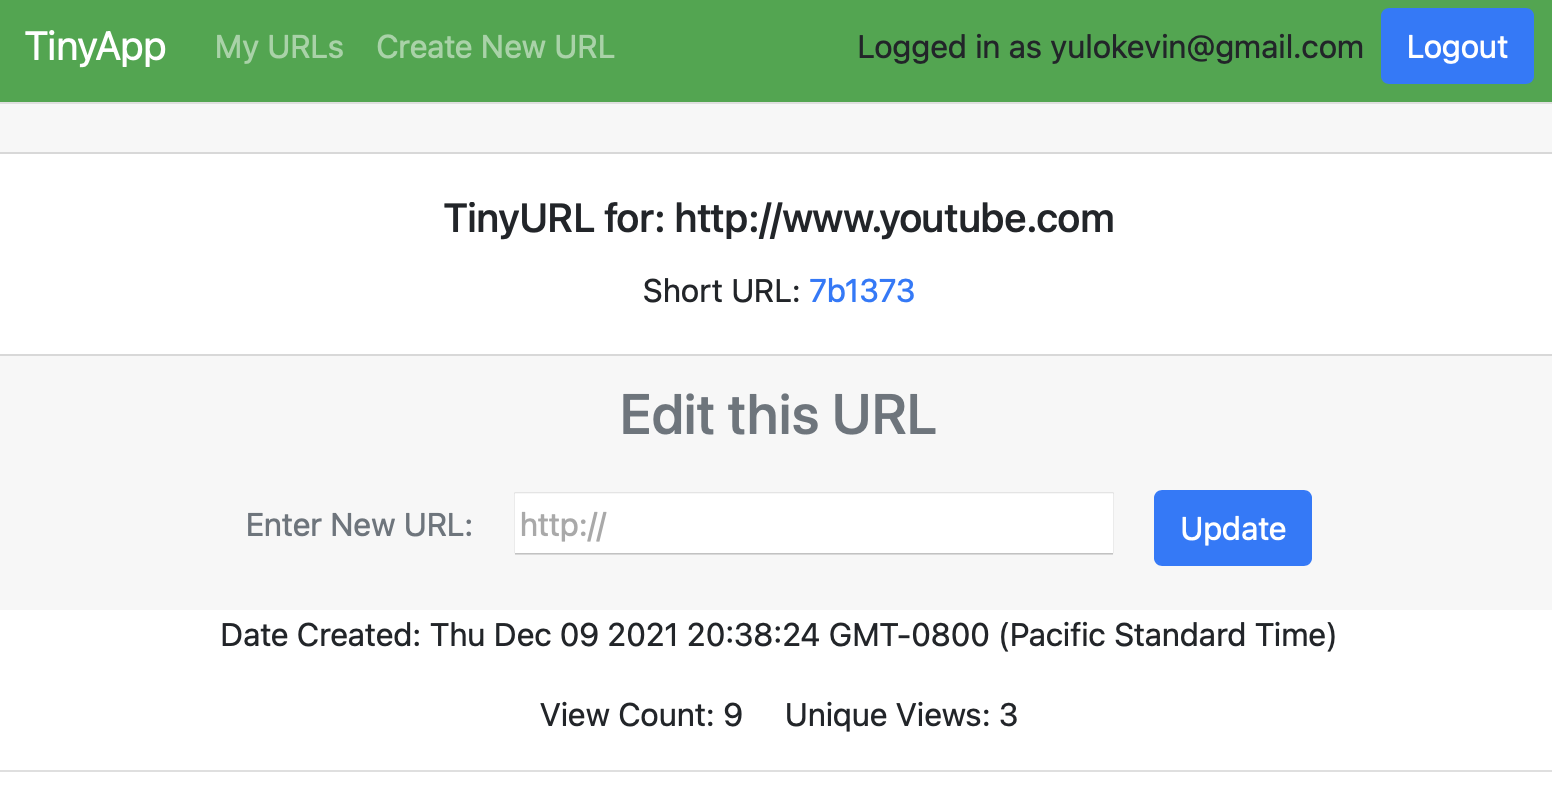 TinyApp My URLs Create New URL Logged in as yulokevin@gmail.com Logout
TinyURL for: http://www.youtube.com
Short URL: 7b1373
Edit this URL
Enter New URL: http:// Update
Date Created: Thu Dec 09 2021 20:38:24 GMT-0800 (Pacific Standard Time)
View Count: 9 Unique Views: 3